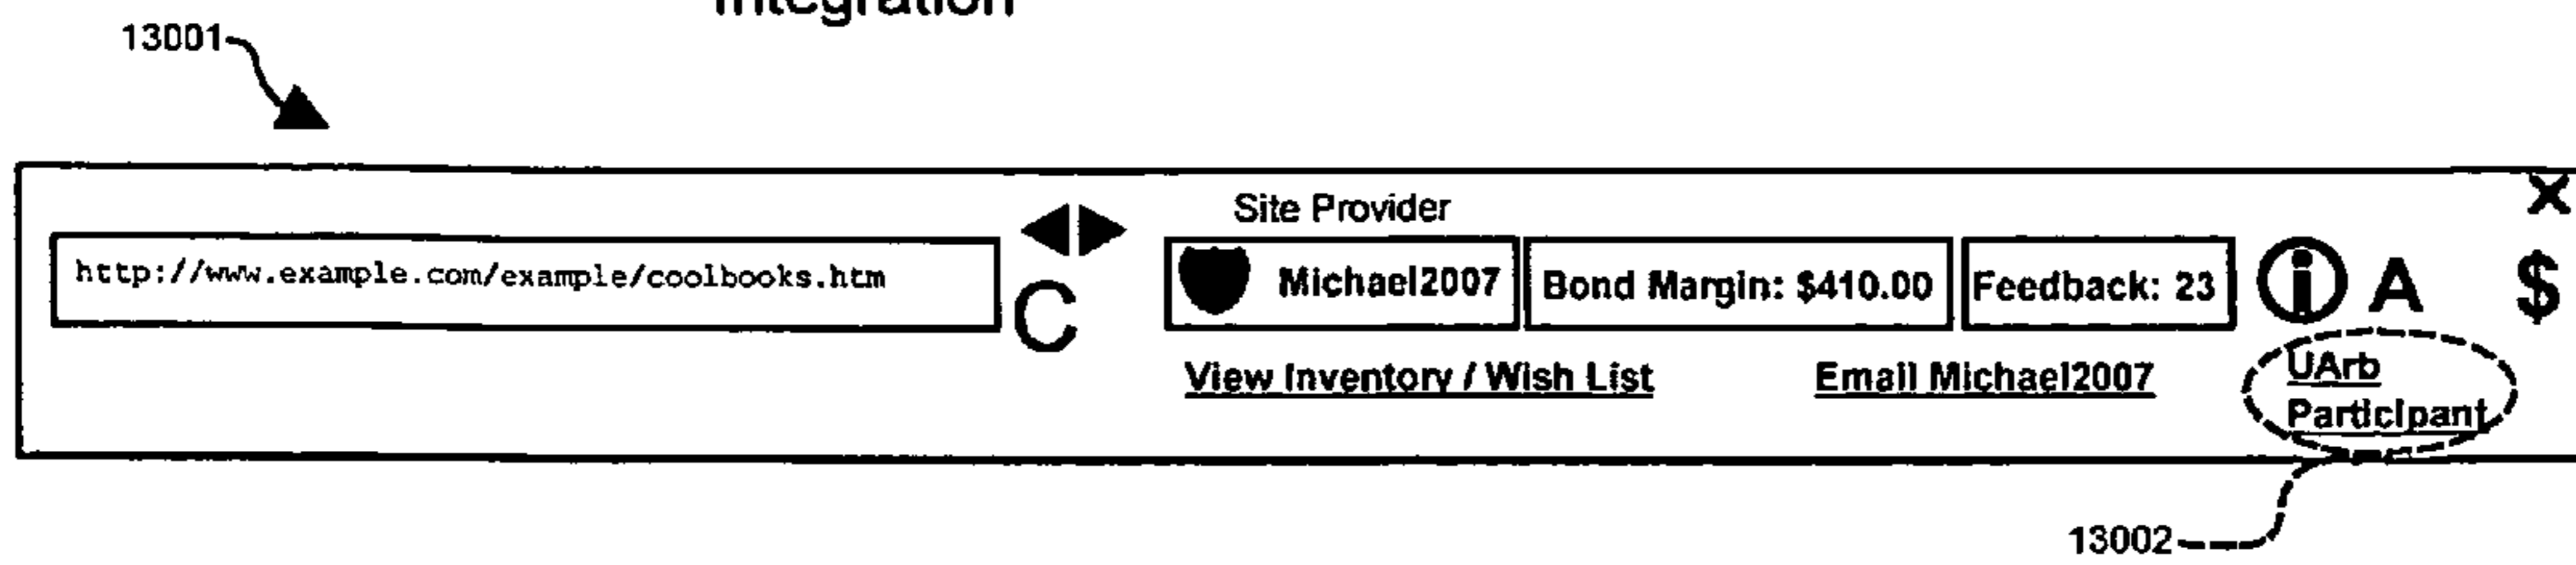 Integration
13001
Site Provider
X
http://www.example.com/example/coolbooks.htm
C
Michael2007
Bond Margin: $410.00
Feedback: 23
i A $
View Inventory / Wish List
Email Michael2007
UArb
Participant
13002